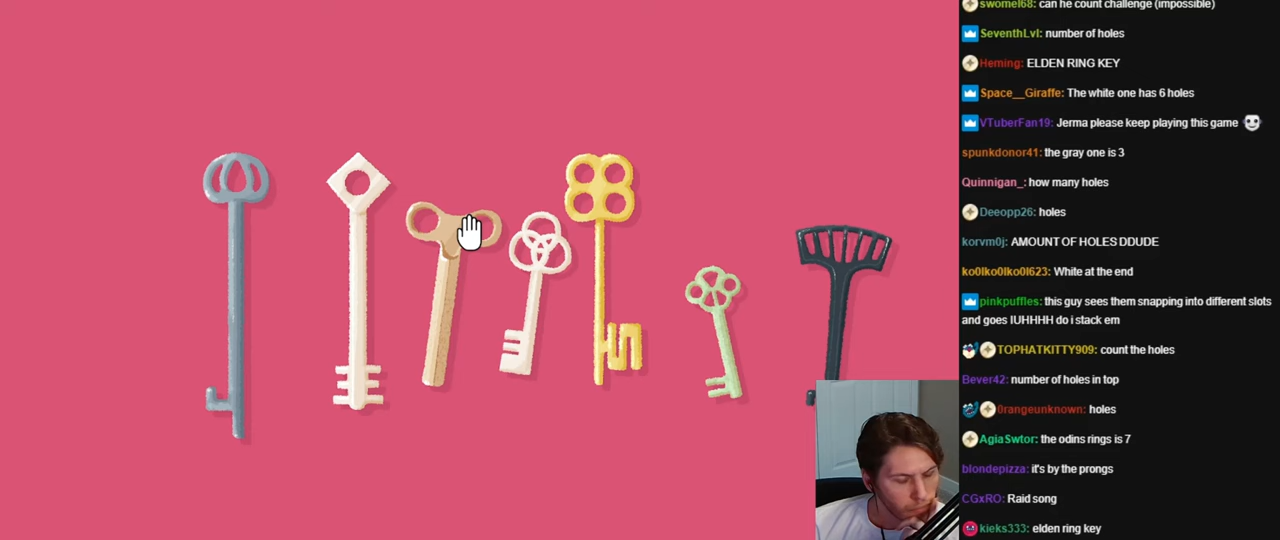 swomel68: can he count challenge (impossible)
SeventhLvl: number of holes
Heming: ELDEN RING KEY
Space__Giraffe: The white one has 6 holes
VTuberFan19: Jerma please keep playing this game
spunkdonor41: the gray one is 3
Quinnigan_: how many holes
Deeopp26: holes
korvm0j: AMOUNT OF HOLES DDUDE
ko0lko0lko0l623: White at the end
pinkpuffles: this guy sees them snapping into different slots
and goes IUHHHH do i stack em
TOPHATKITTY909: count the holes
Bever42: number of holes in top
0rangeunknown: holes
AgiaSwtor: the odins rings is 7
blondepizza: it's by the prongs
CGxRO: Raid song
kieks333: elden ring key